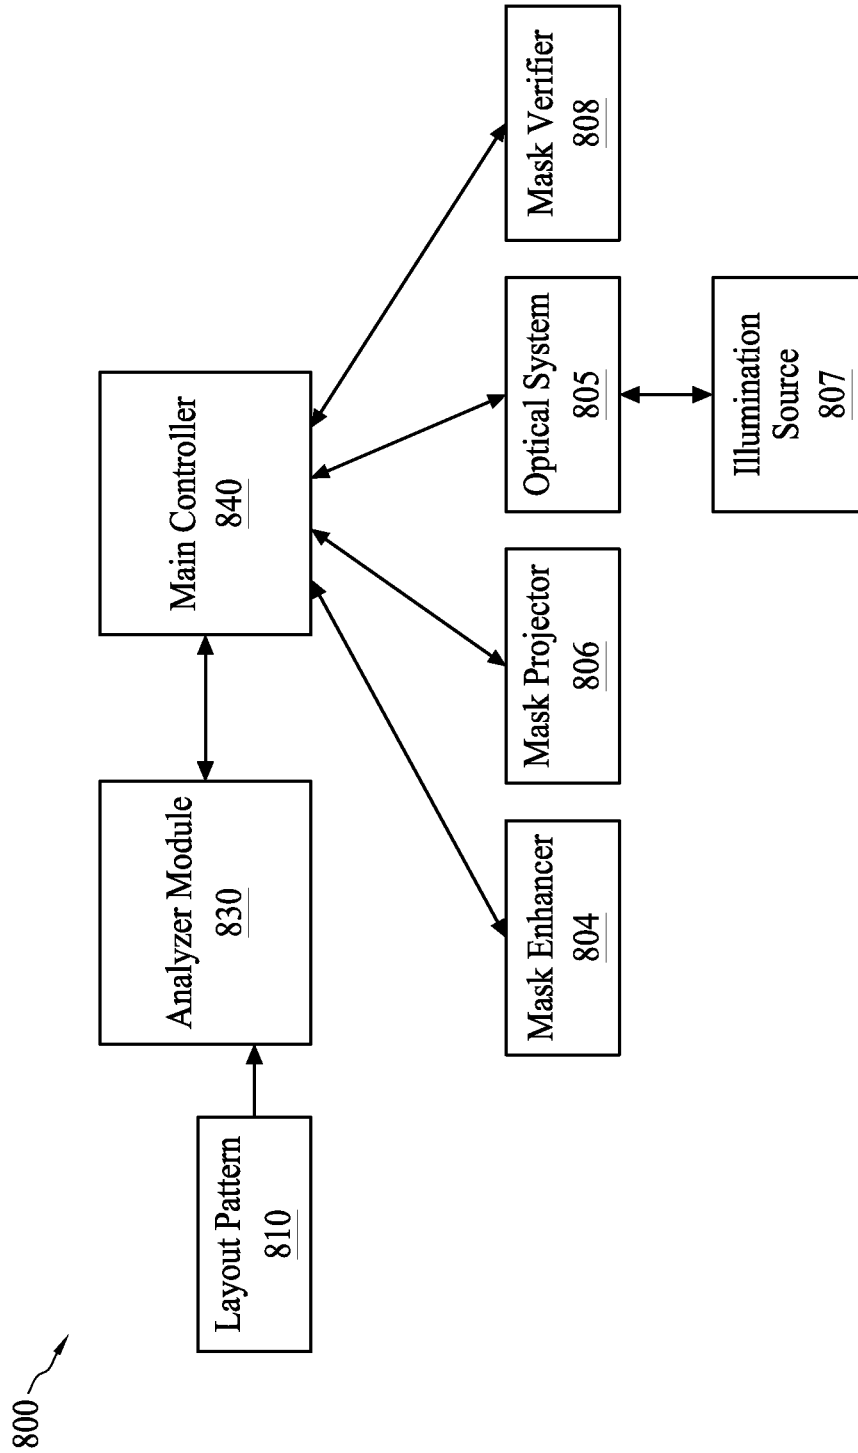 800
Layout Pattern
810
Analyzer Module
830
Main Controller
840
Mask Enhancer
804
Mask Projector
806
Optical System
805
Mask Verifier
808
Illumination
Source
807